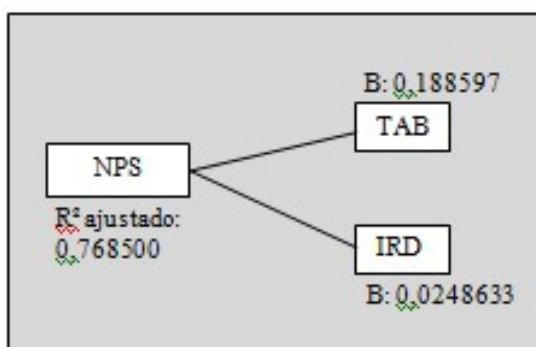 B: 0,188597
TAB
NPS
R² ajustado:
0,768500
IRD
B: 0,0248633